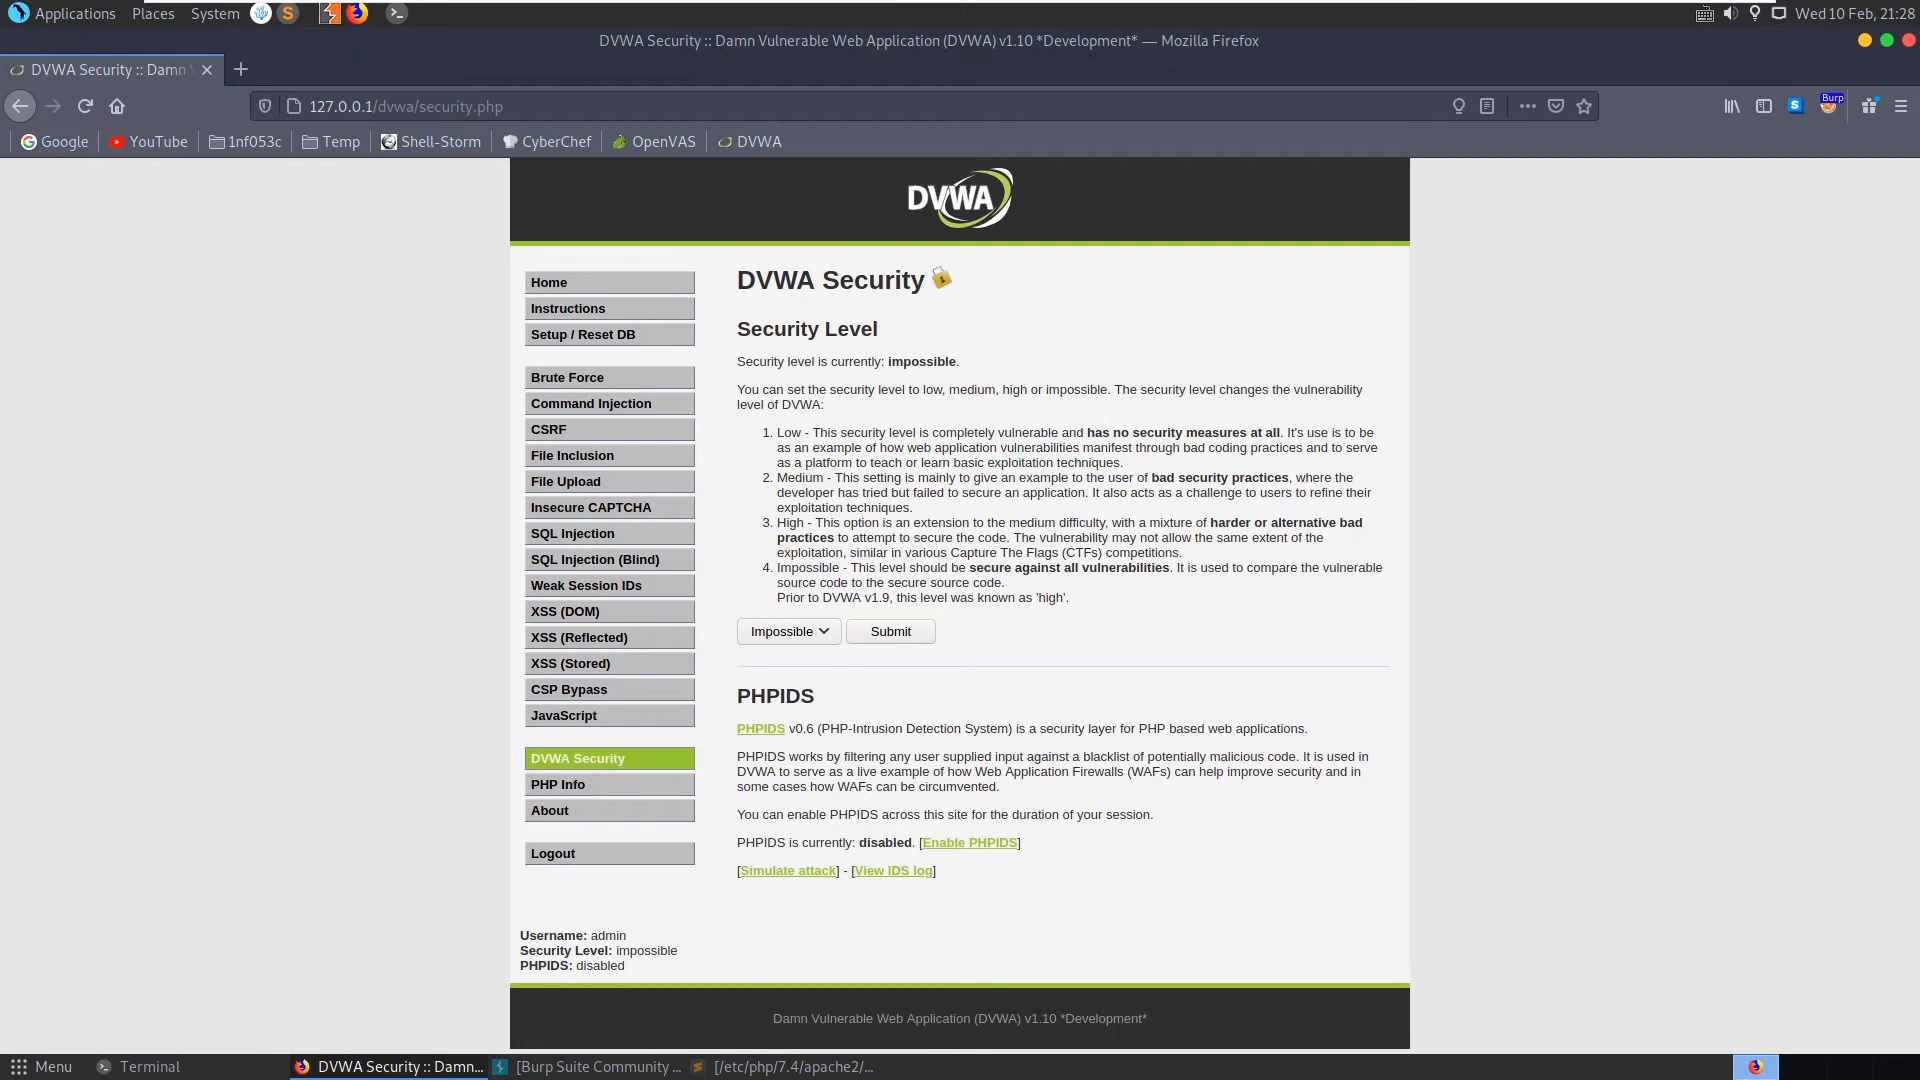 Applications Places System
Wed 10 Feb, 21:28
DVWA Security :: Damn Vulnerable Web Application (DVWA) v1.10 *Development* — Mozilla Firefox
DVWA Security :: Damn
127.0.0.1/dvwa/security.php
Burp
Google YouTube 1nf053c Temp Shell-Storm CyberChef OpenVAS DVWA
DVWA
Home
Instructions
Setup / Reset DB
Brute Force
Command Injection
CSRF
File Inclusion
File Upload
Insecure CAPTCHA
SQL Injection
SQL Injection (Blind)
Weak Session IDs
XSS (DOM)
XSS (Reflected)
XSS (Stored)
CSP Bypass
JavaScript
DVWA Security
PHP Info
About
Logout
DVWA Security
Security Level
Security level is currently: impossible.
You can set the security level to low, medium, high or impossible. The security level changes the vulnerability
level of DVWA:
1. Low - This security level is completely vulnerable and has no security measures at all. It's use is to be
as an example of how web application vulnerabilities manifest through bad coding practices and to serve
as a platform to teach or learn basic exploitation techniques.
2. Medium - This setting is mainly to give an example to the user of bad security practices, where the
developer has tried but failed to secure an application. It also acts as a challenge to users to refine their
exploitation techniques.
3. High - This option is an extension to the medium difficulty, with a mixture of harder or alternative bad
practices to attempt to secure the code. The vulnerability may not allow the same extent of the
exploitation, similar in various Capture The Flags (CTFs) competitions.
4. Impossible - This level should be secure against all vulnerabilities. It is used to compare the vulnerable
source code to the secure source code.
Prior to DVWA v1.9, this level was known as 'high'.
Impossible Submit
PHPIDS
PHPIDS v0.6 (PHP-Intrusion Detection System) is a security layer for PHP based web applications.
PHPIDS works by filtering any user supplied input against a blacklist of potentially malicious code. It is used in
DVWA to serve as a live example of how Web Application Firewalls (WAFs) can help improve security and in
some cases how WAFs can be circumvented.
You can enable PHPIDS across this site for the duration of your session.
PHPIDS is currently: disabled. [Enable PHPIDS]
[Simulate attack] - [View IDS log]
Username: admin
Security Level: impossible
PHPIDS: disabled
Damn Vulnerable Web Application (DVWA) v1.10 *Development*
Menu Terminal DVWA Security :: Damn... [Burp Suite Community ... [/etc/php/7.4/apache2/...